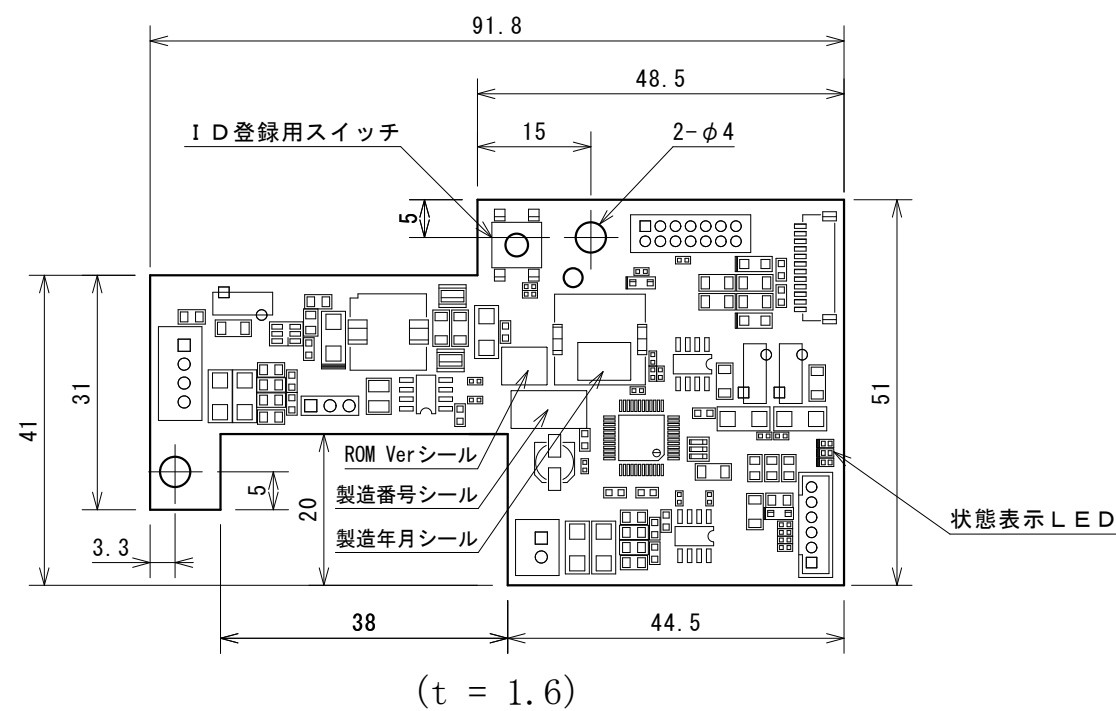 91.8
48.5
15
2-φ4
ＩＤ登録用スイッチ
5
31
41
51
5
20
ROM Verシール
製造番号シール
製造年月シール
状態表示ＬＥＤ
3.3
38
44.5
(t = 1.6)